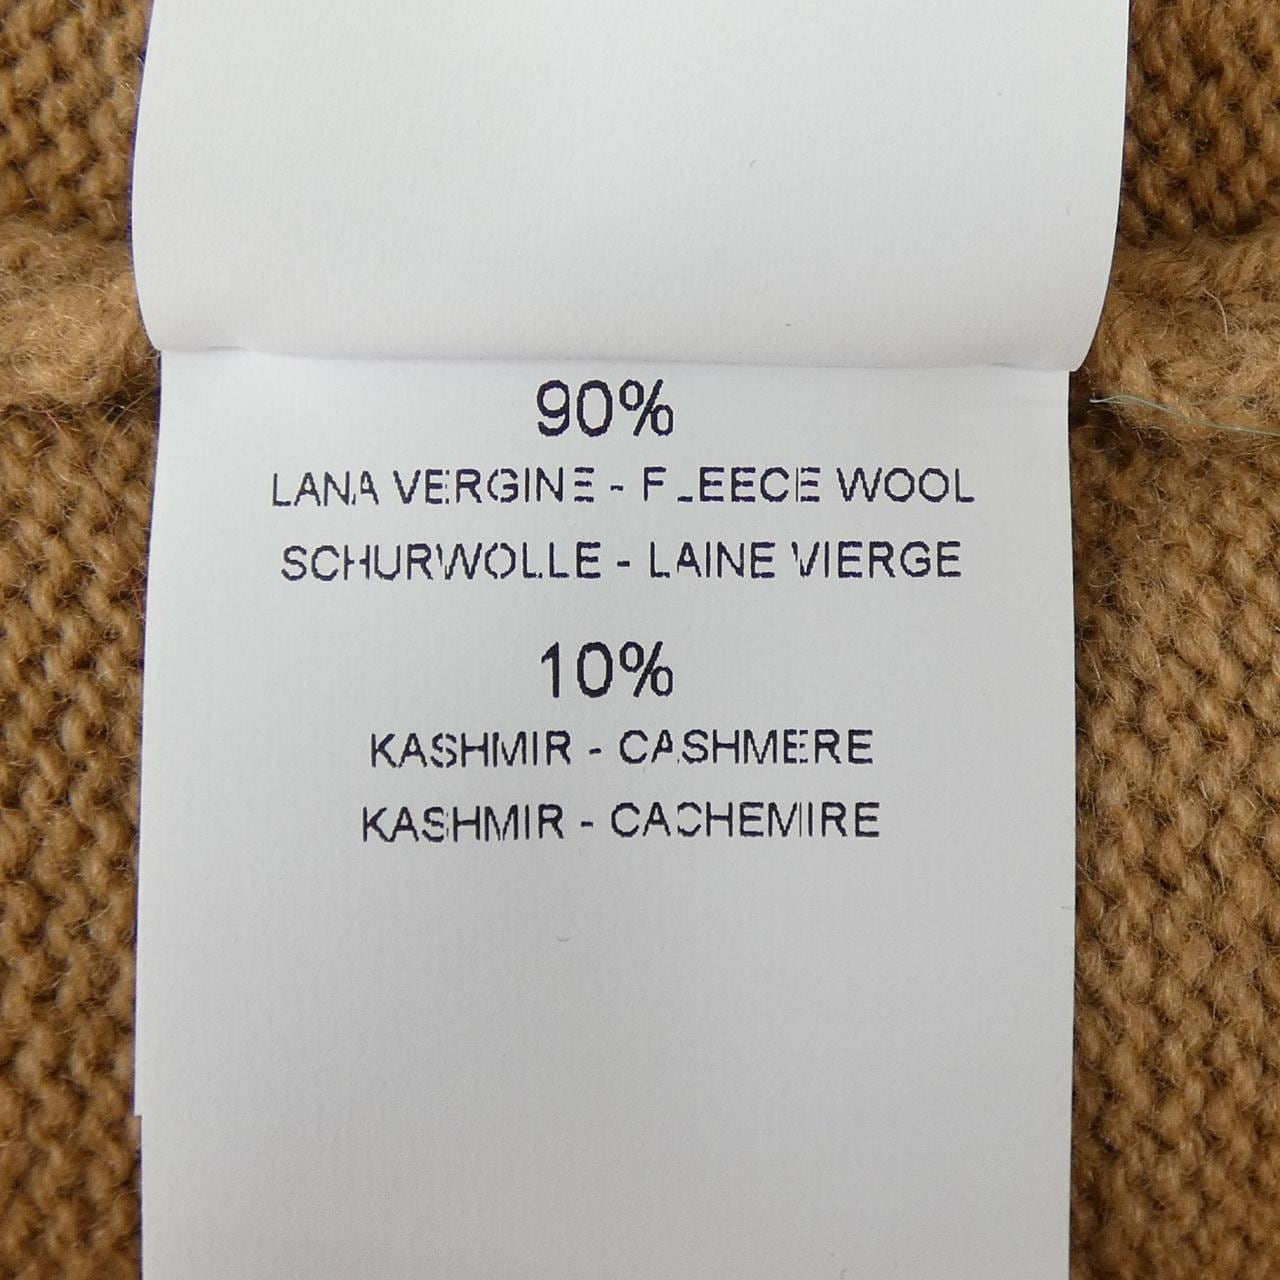 90%
LANA VERGINE - FLEECE WOOL
SCHURWOLLE - LAINE VIERGE
10%
KASHMIR - CASHMERE
KASHMIR - CACHEMIRE